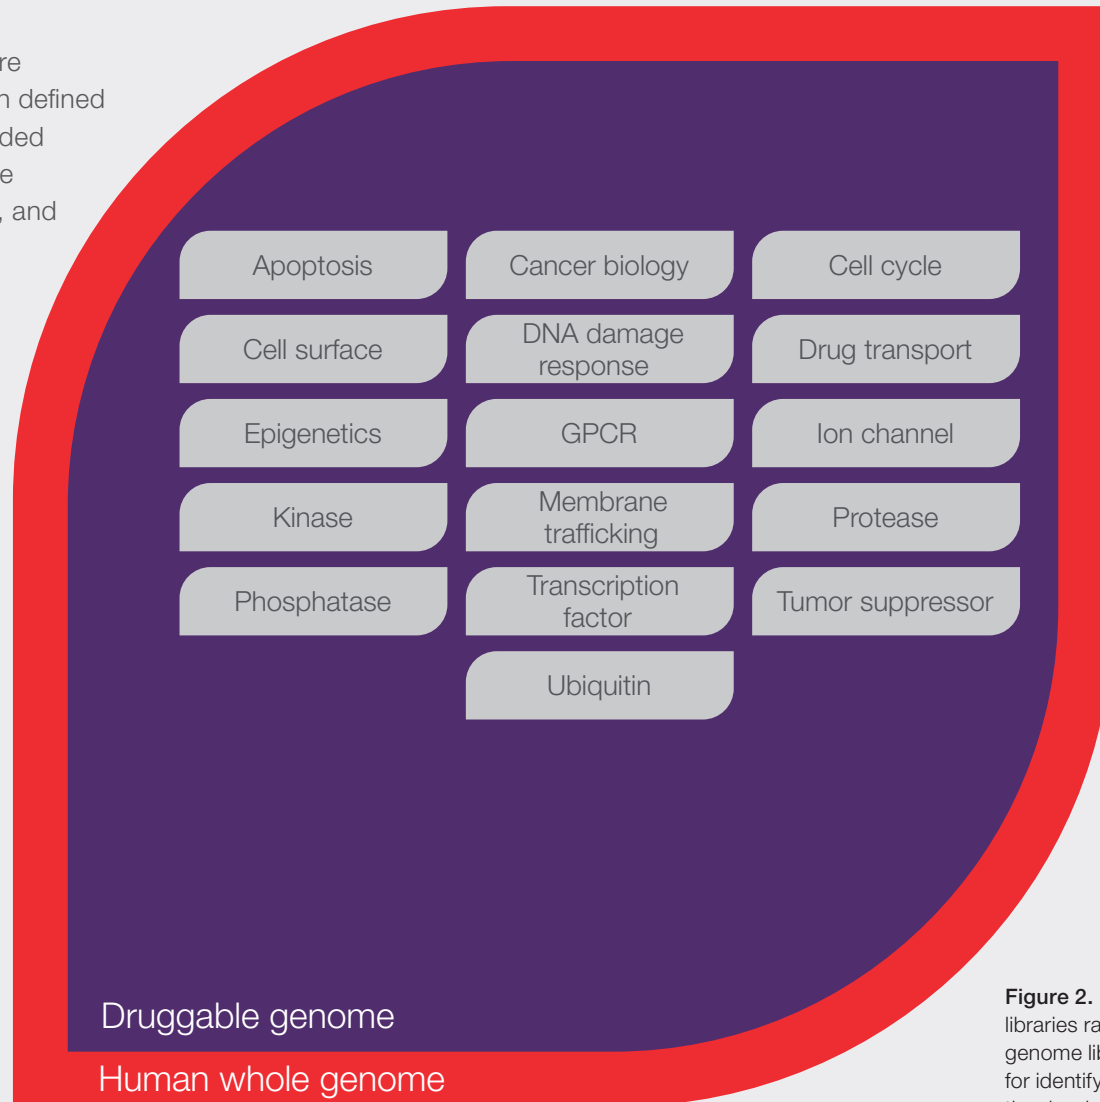 re
n defined
ded
e
, and
Apoptosis
Cancer biology
Cell cycle
Cell surface
DNA damage
response
Drug transport
Epigenetics
GPCR
Ion channel
Kinase
Membrane
trafficking
Protease
Phosphatase
Transcription
factor
Tumor suppressor
Ubiquitin
Druggable genome
Human whole genome
Figure 2.
libraries ra
genome lib
for identify